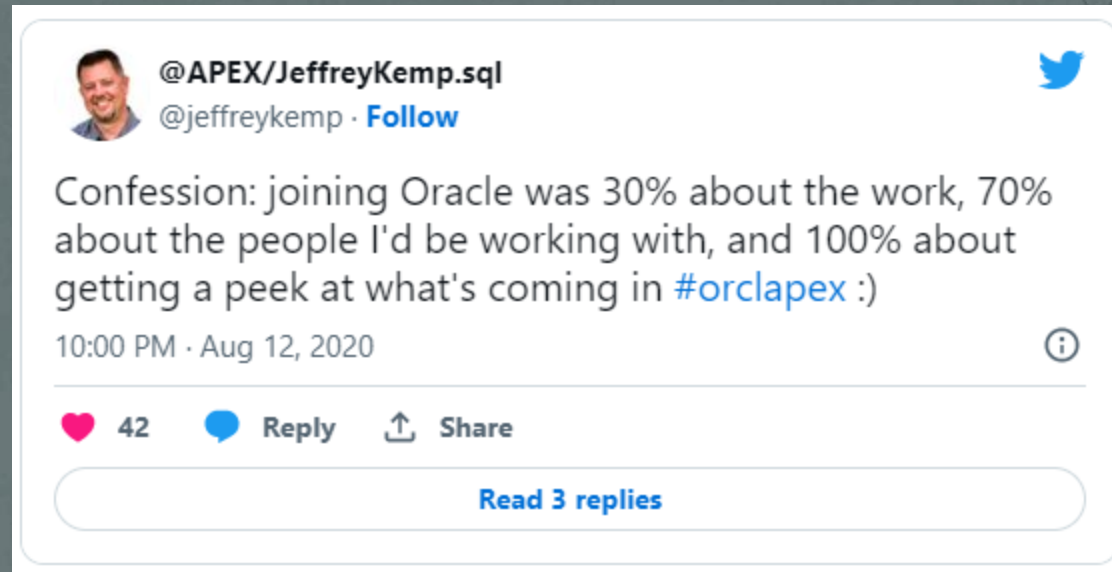 @APEX/JeffreyKemp.sql
@jeffreykemp · Follow
Confession: joining Oracle was 30% about the work, 70%
about the people I'd be working with, and 100% about
getting a peek at what's coming in #orclapex :)
10:00 PM · Aug 12, 2020
42 Reply Share
Read 3 replies